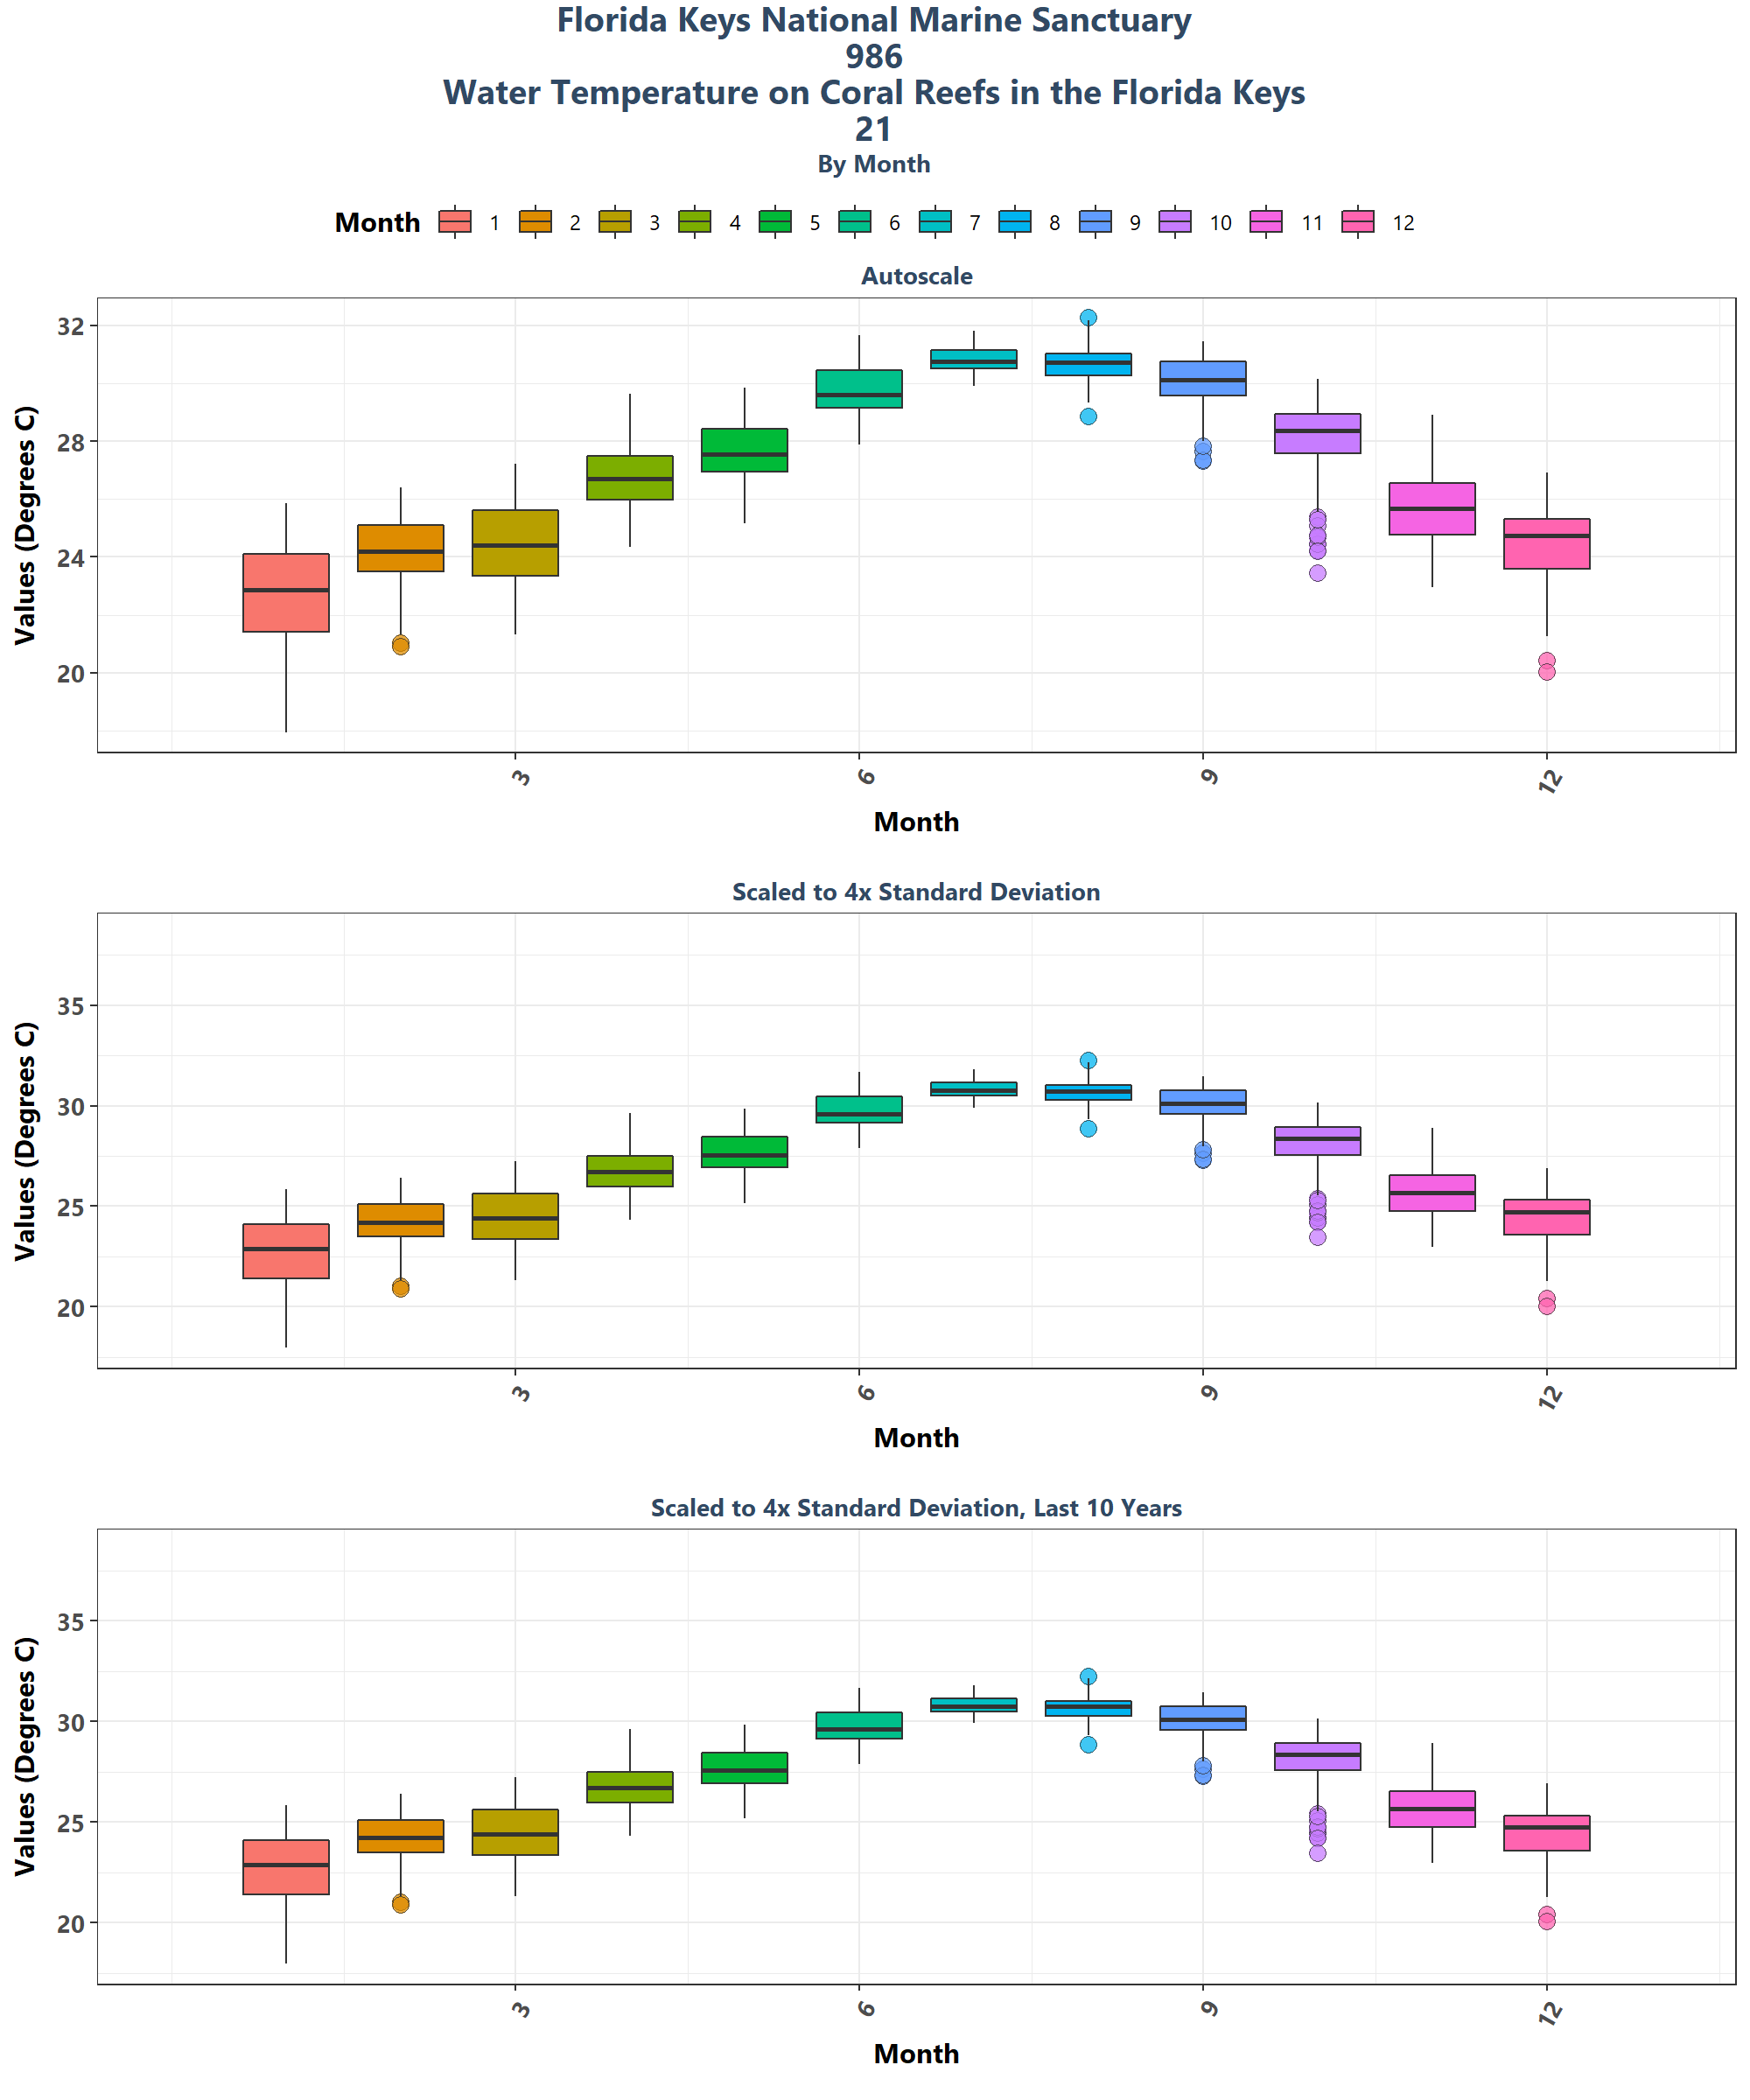 Florida Keys National Marine Sanctuary
986
Water Temperature on Coral Reefs in the Florida Keys
21
By Month
Month 1 2 3 4 5 6 7 8 9 10 11 12
Autoscale
Values (Degrees C)
32
28
24
20
3 6 9 12
Month
Scaled to 4x Standard Deviation
Values (Degrees C)
35
30
25
20
3 6 9 12
Month
Scaled to 4x Standard Deviation, Last 10 Years
Values (Degrees C)
35
30
25
20
3 6 9 12
Month